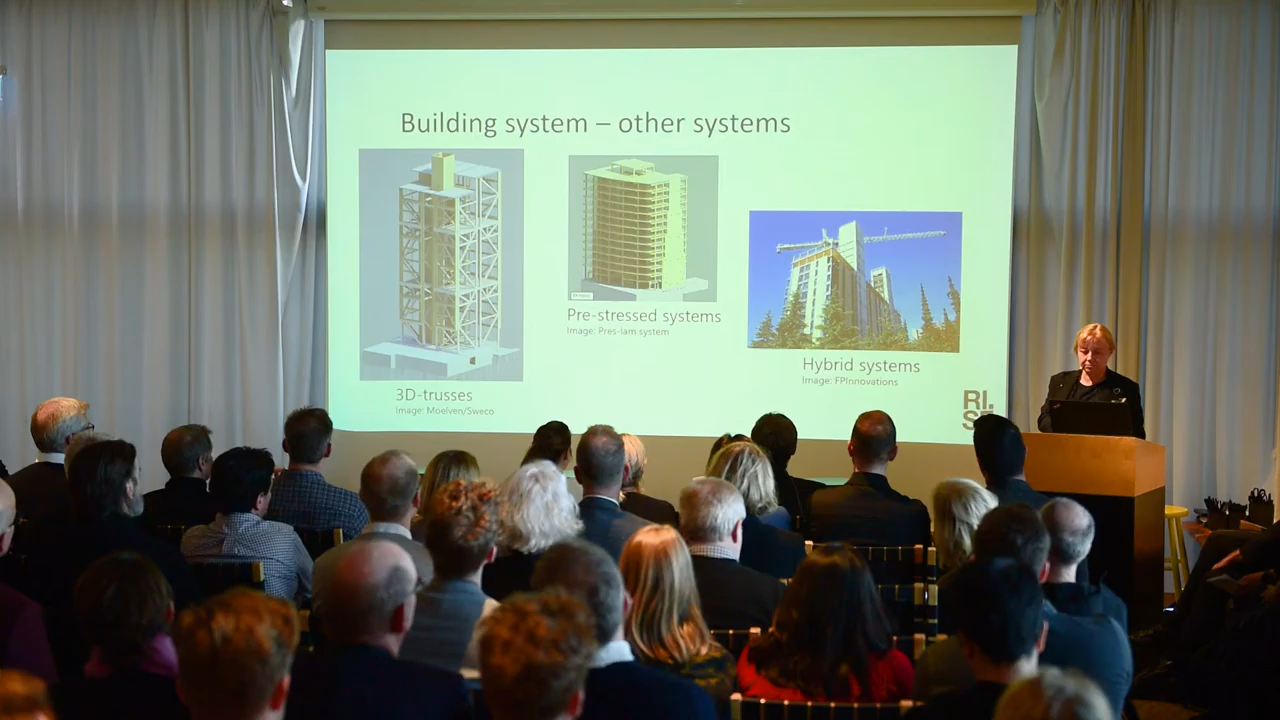 Building system – other systems
3D-trusses
Image: Moelven/Sweco
Pre-stressed systems
Image: Pres-lam system
Hybrid systems
Image: FPInnovations
RI.
SE